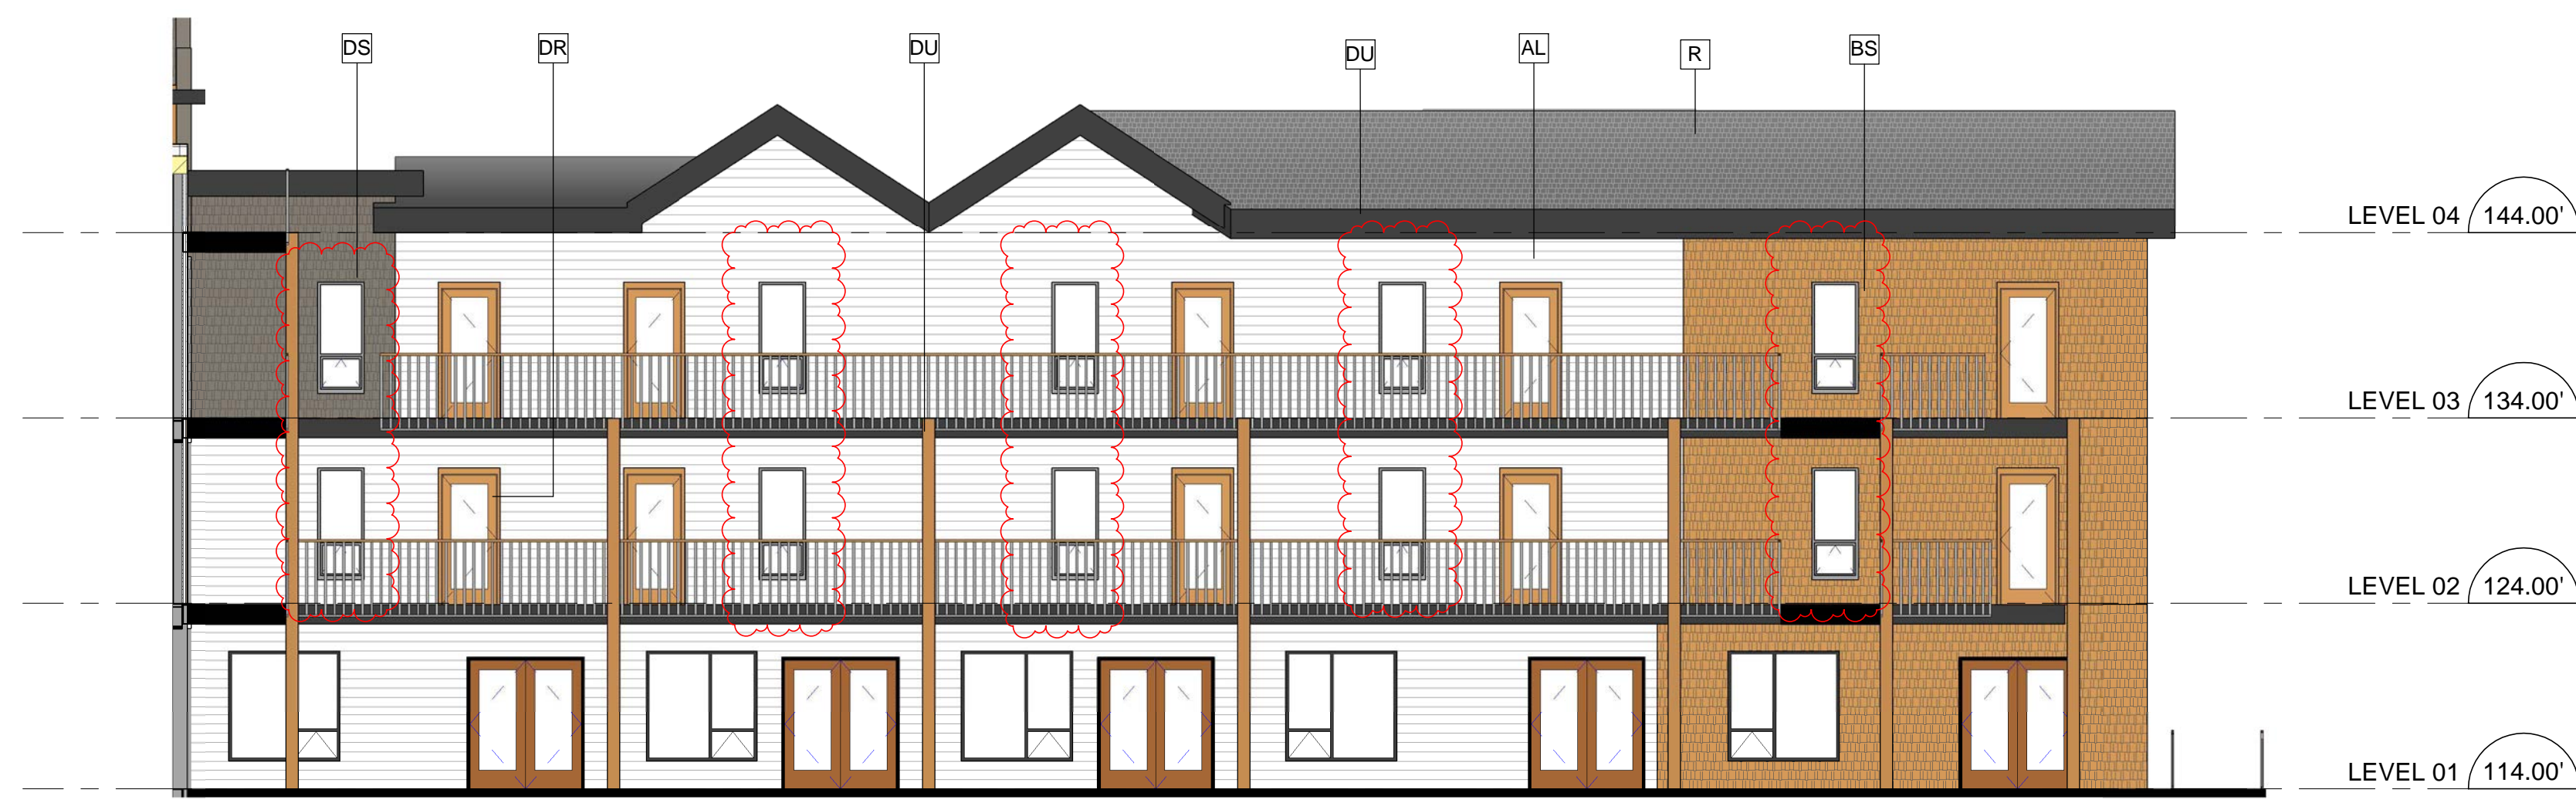 DS
DR
DU
DU
AL
R
BS
LEVEL 04 144.00'
LEVEL 03 134.00'
LEVEL 02 124.00'
LEVEL 01 114.00'